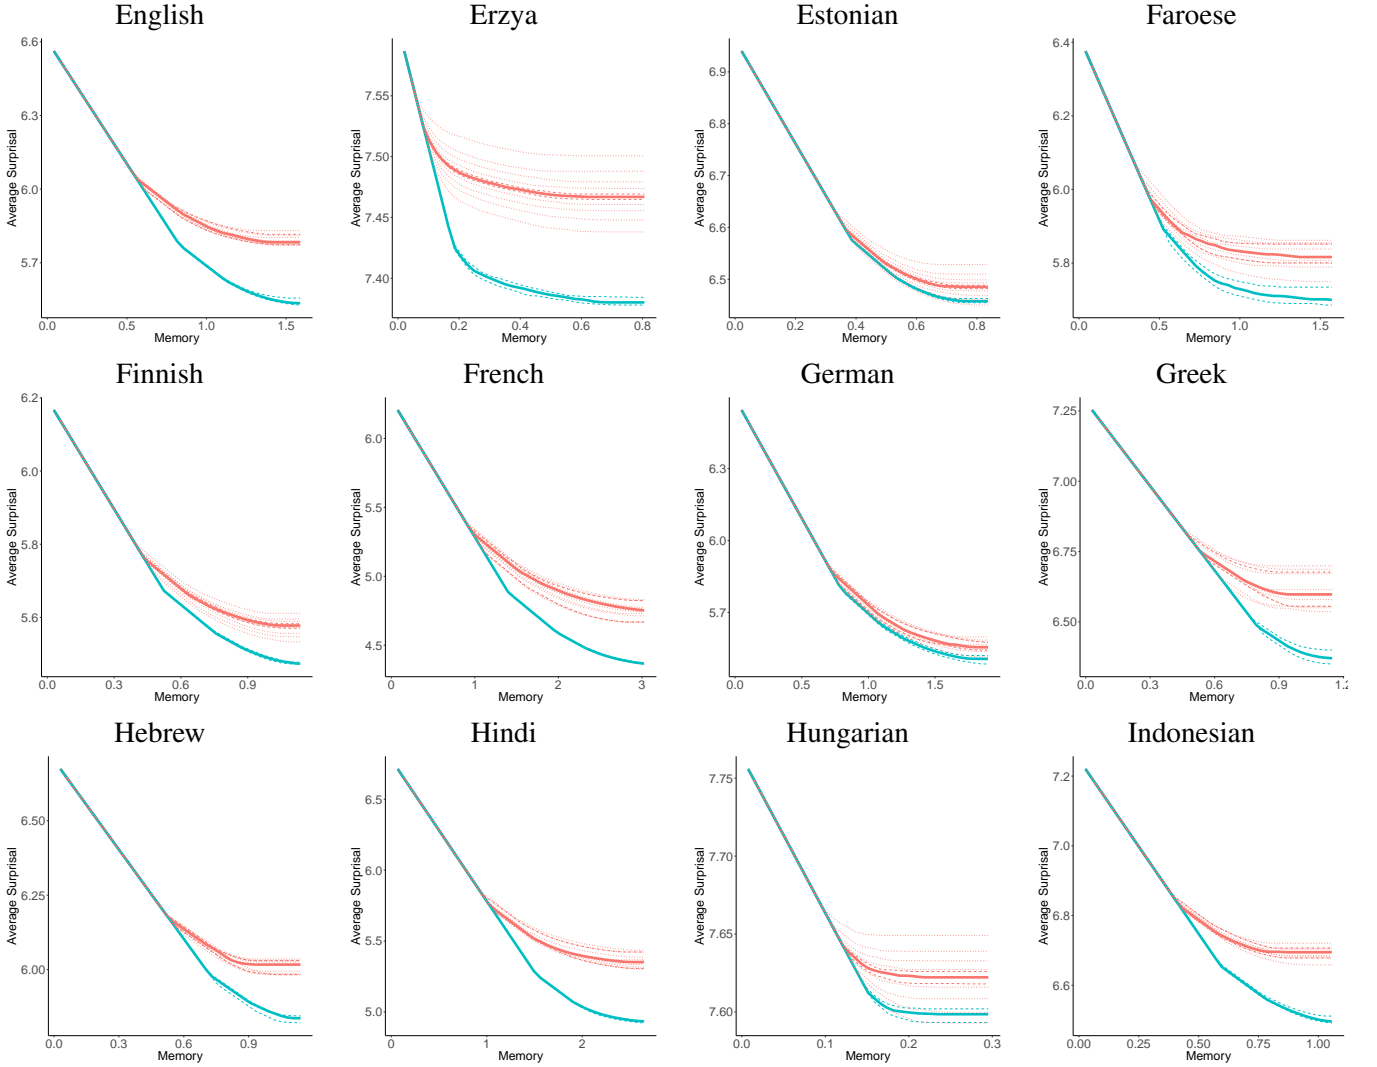 English Erzya Estonian Faroese
6.6 6.3 6.0 5.7
Average Surprisal
0.0 0.5 1.0 1.5
Memory
7.55 7.50 7.45 7.40
Average Surprisal
0.0 0.2 0.4 0.6 0.8
Memory
6.9 6.8 6.7 6.6 6.5
Average Surprisal
0.0 0.2 0.4 0.6 0.8
Memory
6.4 6.2 6.0 5.8
Average Surprisal
0.0 0.5 1.0 1.5
Memory
Finnish French German Greek
6.2 6.0 5.8 5.6
Average Surprisal
0.0 0.3 0.6 0.9
Memory
6.0 5.5 5.0 4.5
Average Surprisal
0 1 2 3
Memory
6.3 6.0 5.7
Average Surprisal
0.0 0.5 1.0 1.5
Memory
7.25 7.00 6.75 6.50
Average Surprisal
0.0 0.3 0.6 0.9 1.2
Memory
Hebrew Hindi Hungarian Indonesian
6.50 6.25 6.00
Average Surprisal
0.0 0.3 0.6 0.9
Memory
6.5 6.0 5.5 5.0
Average Surprisal
0 1 2
Memory
7.75 7.70 7.65 7.60
Average Surprisal
0.0 0.1 0.2 0.3
Memory
7.2 7.0 6.8 6.6
Average Surprisal
0.00 0.25 0.50 0.75 1.00
Memory